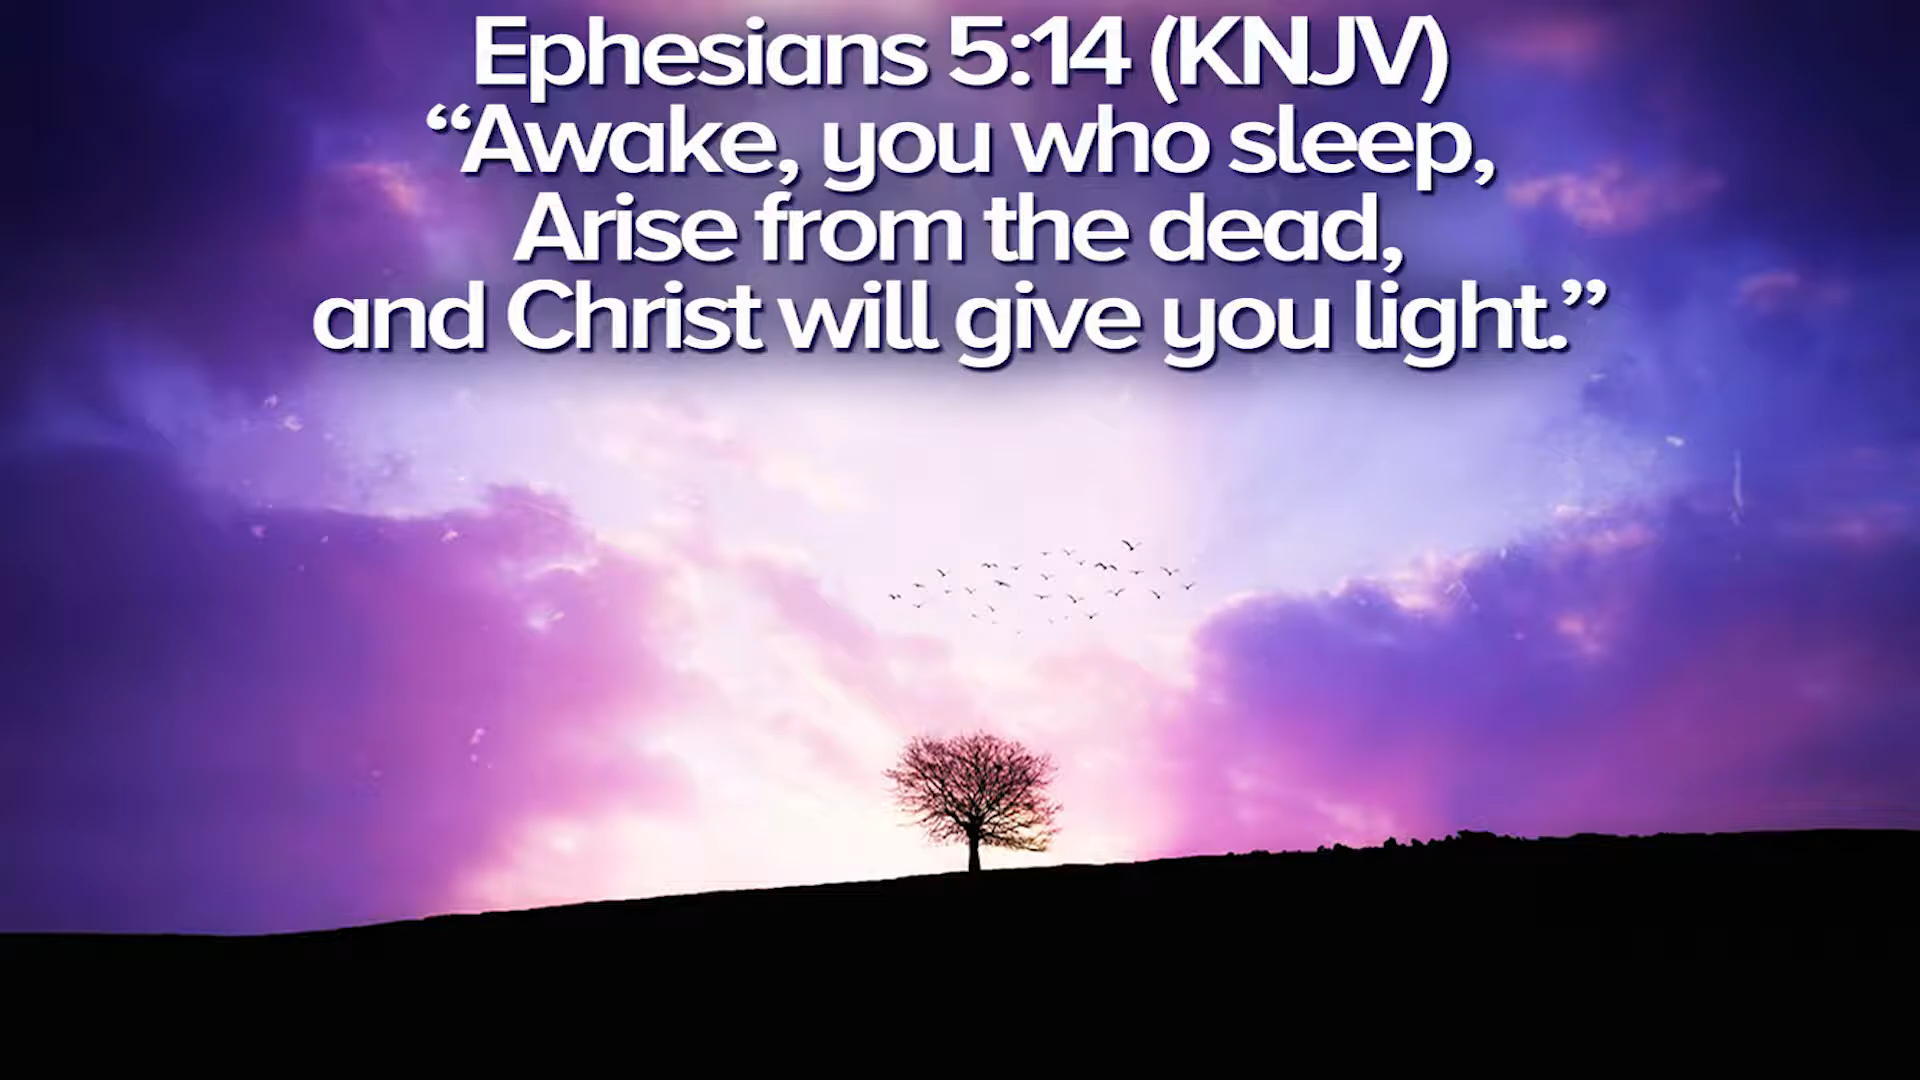 Ephesians 5:14 (KNJV)
“Awake, you who sleep,
Arise from the dead,
and Christ will give you light.”